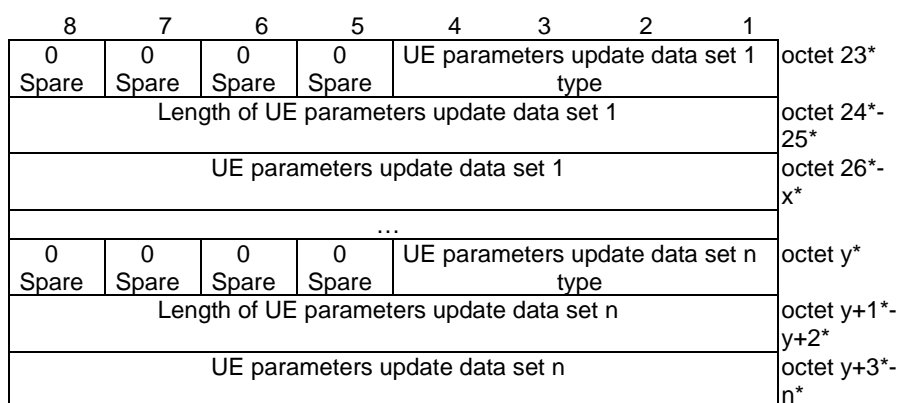 8 7 6 5 4 3 2 1
0 0 0 0 UE parameters update data set 1 octet 23*
Spare Spare Spare Spare type
Length of UE parameters update data set 1 octet 24*-
25*
UE parameters update data set 1 octet 26*-
x*
…
0 0 0 0 UE parameters update data set n octet y*
Spare Spare Spare Spare type
Length of UE parameters update data set n octet y+1*-
y+2*
UE parameters update data set n octet y+3*-
n*